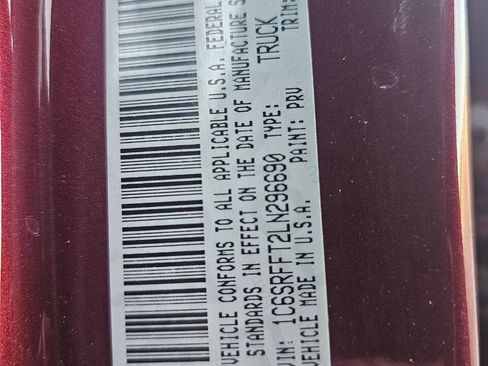 VEHICLE CONFORMS TO ALL APPLICABLE U.S.A. FEDERAL
STANDARDS IN EFFECT ON THE DATE OF MANUFACTURE S
VIN: 1C6SRFFT2LN296690 TYPE: TRUCK
PAINT: PRV TRIM:
VEHICLE MADE IN U.S.A.